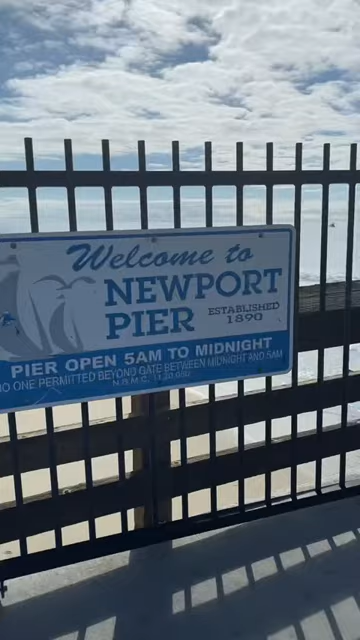 Welcome to
NEWPORT
PIER
ESTABLISHED
1890
PIER OPEN 5AM TO MIDNIGHT
NO ONE PERMITTED BEYOND GATE BETWEEN MIDNIGHT AND 5AM
N.B.M.C.